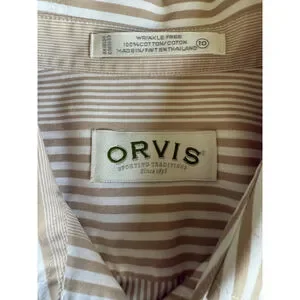 WRINKLE FREE
100% COTTON/COTON
MADE IN/FAIT EN THAILAND
10
ORVIS
SPORTING TRADITIONS
Since 1856